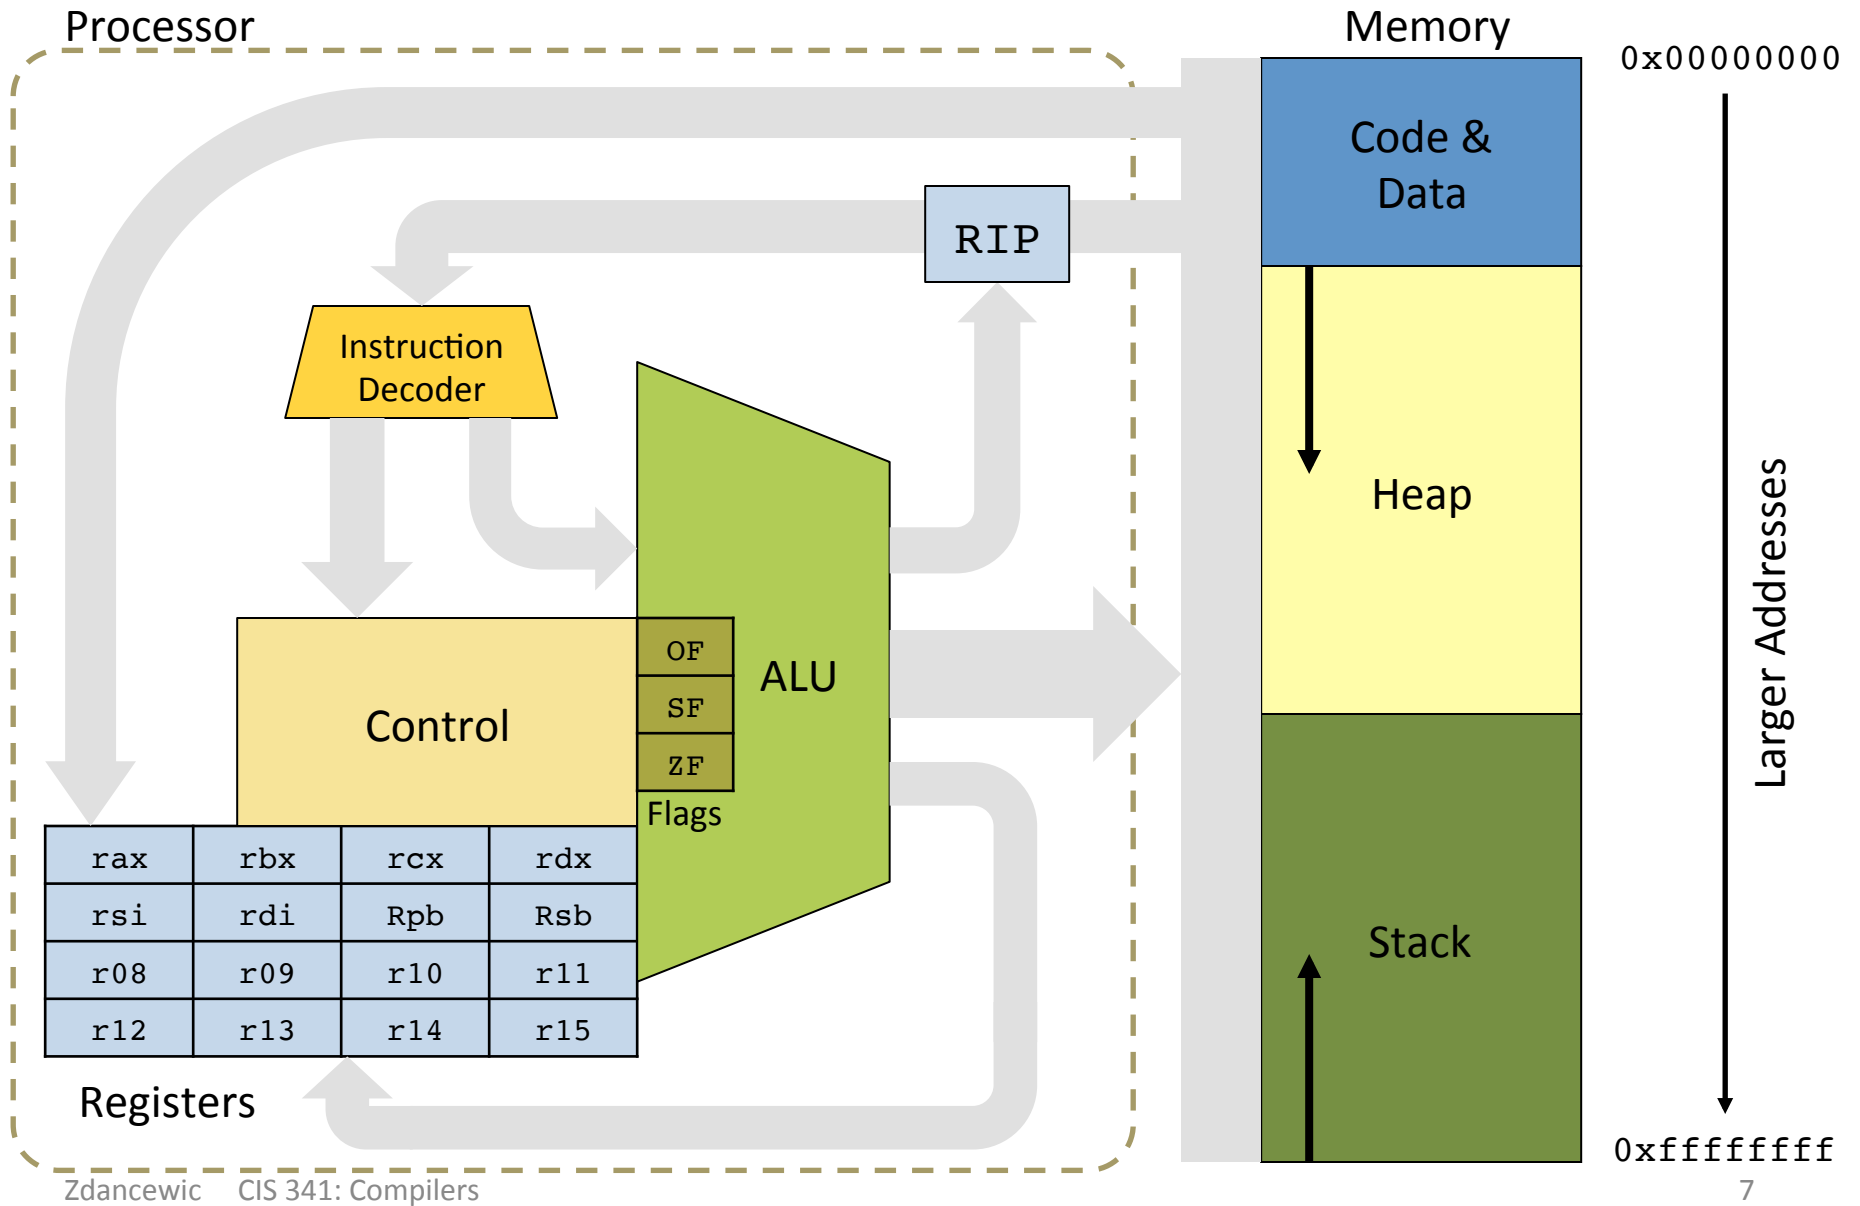 Processor
Memory
0x00000000
Code &
Data
RIP
Instruction
Decoder
Heap
Larger Addresses
OF
SF
ZF
Flags
ALU
Control
rax rbx rcx rdx
rsi rdi Rpb Rsb
r08 r09 r10 r11
r12 r13 r14 r15
Registers
Stack
0xffffffff
Zdancewic CIS 341: Compilers
7